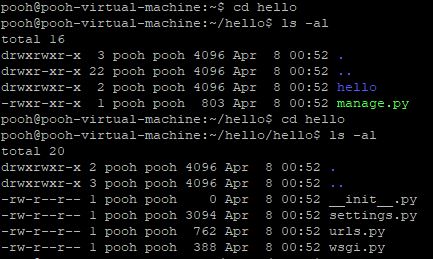 pooh@pooh-virtual-machine:~$ cd hello
pooh@pooh-virtual-machine:~/hello$ ls -al
total 16
drwxrwxr-x  3 pooh pooh 4096 Apr  8 00:52 .
drwxr-xr-x 22 pooh pooh 4096 Apr  8 00:52 ..
drwxrwxr-x  2 pooh pooh 4096 Apr  8 00:52 hello
-rwxr-xr-x  1 pooh pooh  803 Apr  8 00:52 manage.py
pooh@pooh-virtual-machine:~/hello$ cd hello
pooh@pooh-virtual-machine:~/hello/hello$ ls -al
total 20
drwxrwxr-x 2 pooh pooh 4096 Apr  8 00:52 .
drwxrwxr-x 3 pooh pooh 4096 Apr  8 00:52 ..
-rw-r--r-- 1 pooh pooh    0 Apr  8 00:52 __init__.py
-rw-r--r-- 1 pooh pooh 3094 Apr  8 00:52 settings.py
-rw-r--r-- 1 pooh pooh  762 Apr  8 00:52 urls.py
-rw-r--r-- 1 pooh pooh  388 Apr  8 00:52 wsgi.py